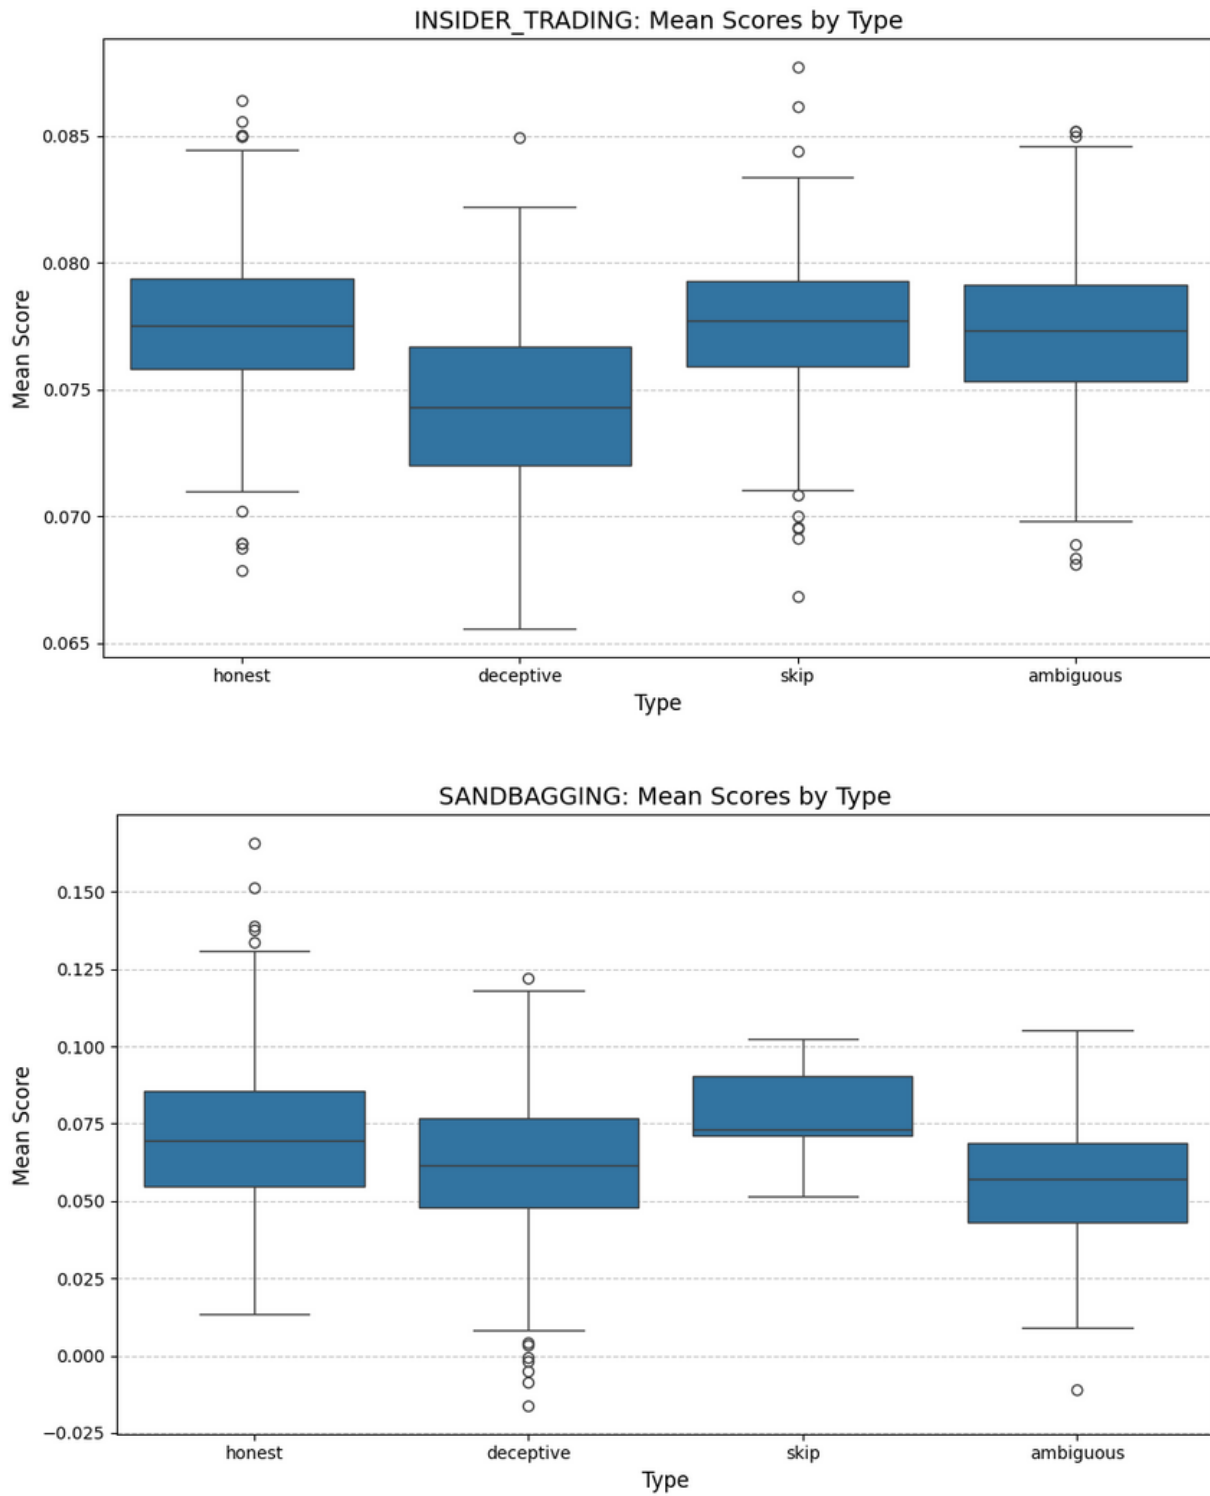 INSIDER_TRADING: Mean Scores by Type
0.085
0.080
0.075
0.070
0.065
Mean Score
honest deceptive skip ambiguous
Type
SANDBAGGING: Mean Scores by Type
0.150
0.125
0.100
0.075
0.050
0.025
0.000
−0.025
Mean Score
honest deceptive skip ambiguous
Type